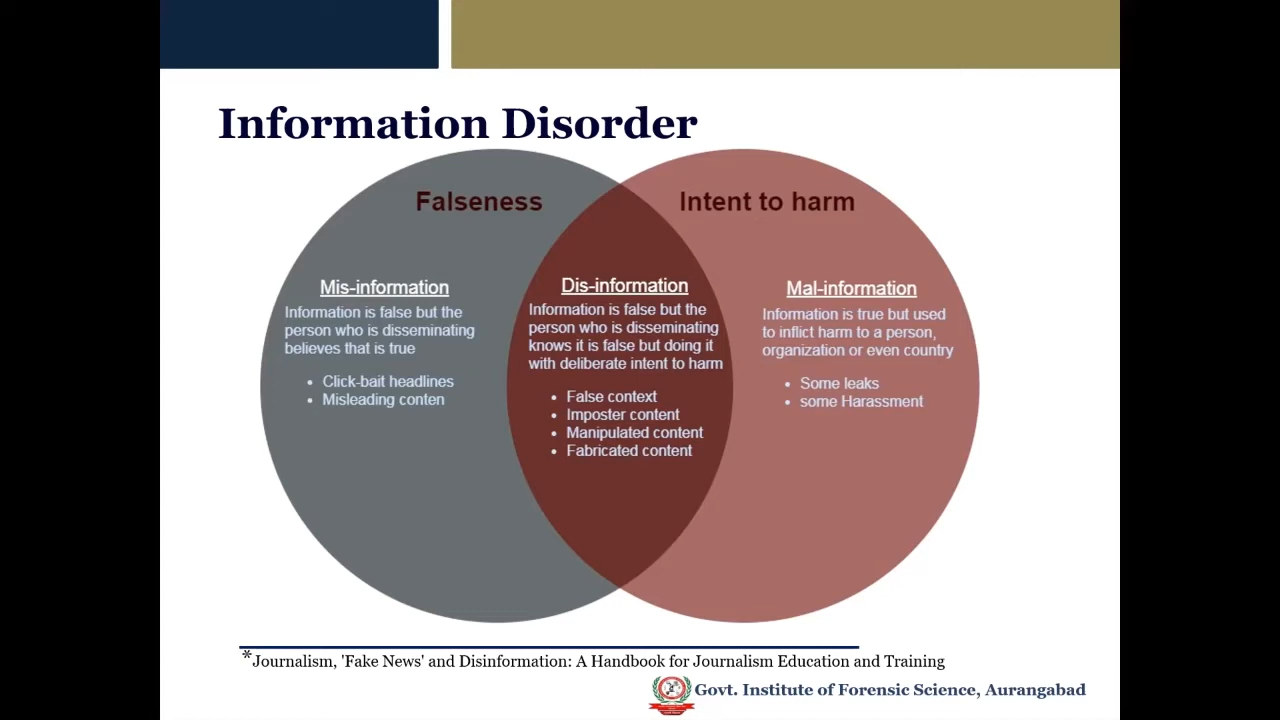 Information Disorder
Falseness
Intent to harm
Mis-information
Information is false but the
person who is disseminating
believes that is true
• Click-bait headlines
• Misleading conten
Dis-information
Information is false but the
person who is disseminating
knows it is false but doing it
with deliberate intent to harm
• False context
• Imposter content
• Manipulated content
• Fabricated content
Mal-information
Information is true but used
to inflict harm to a person,
organization or even country
• Some leaks
• some Harassment
*Journalism, 'Fake News' and Disinformation: A Handbook for Journalism Education and Training
Govt. Institute of Forensic Science, Aurangabad